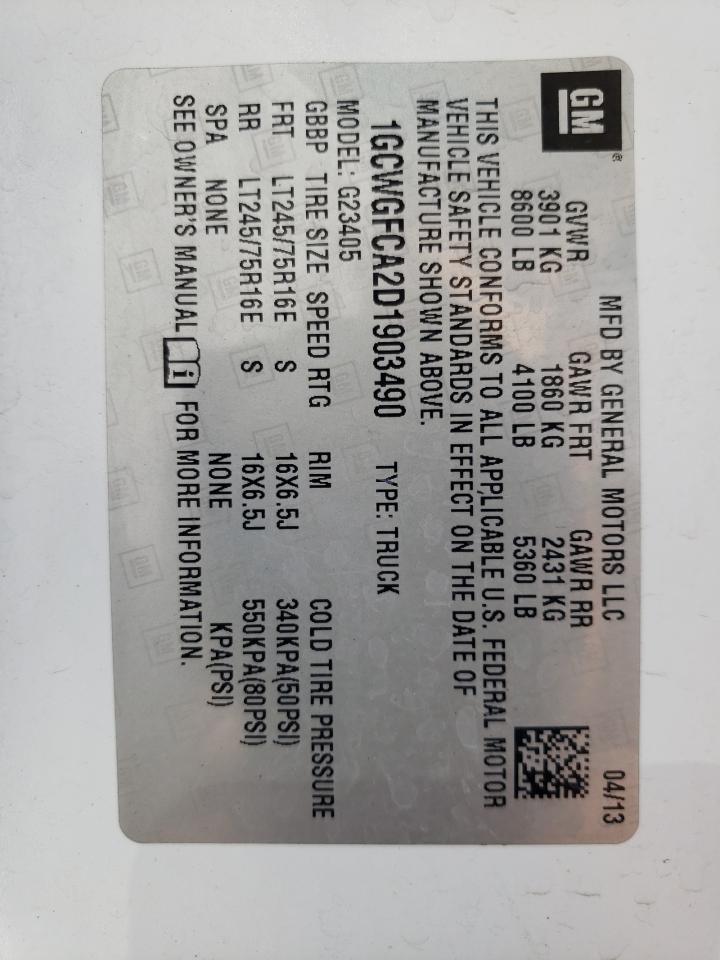 GM®
MFD BY GENERAL MOTORS LLC 04/13
GVWR GAWR FRT GAWR RR
3901 KG 1860 KG 2431 KG
8600 LB 4100 LB 5360 LB
THIS VEHICLE CONFORMS TO ALL APPLICABLE U.S. FEDERAL MOTOR
VEHICLE SAFETY STANDARDS IN EFFECT ON THE DATE OF
MANUFACTURE SHOWN ABOVE.
1GCWGFCA2D1903490 TYPE: TRUCK
MODEL: G23405
GBBP TIRE SIZE SPEED RTG RIM COLD TIRE PRESSURE
FRT LT245/75R16E S 16X6.5J 340KPA(50PSI)
RR LT245/75R16E S 16X6.5J 550KPA(80PSI)
SPA NONE NONE KPA(PSI)
SEE OWNER'S MANUAL i FOR MORE INFORMATION.